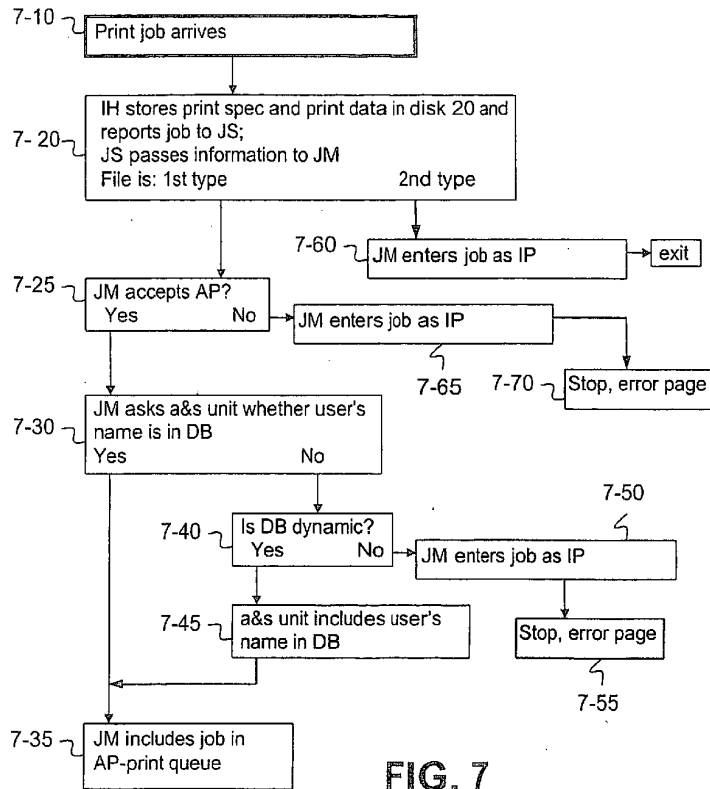 7-10
Print job arrives
7-20
IH stores print spec and print data in disk 20 and
reports job to JS;
JS passes information to JM
File is: 1st type 2nd type
7-60
JM enters job as IP
exit
7-25
JM accepts AP?
Yes No
JM enters job as IP
7-65
7-70
Stop, error page
7-30
JM asks a&s unit whether user's
name is in DB
Yes No
7-40
Is DB dynamic?
Yes No
7-50
JM enters job as IP
7-45
a&s unit includes user's
name in DB
Stop, error page
7-55
7-35
JM includes job in
AP-print queue
FIG. 7